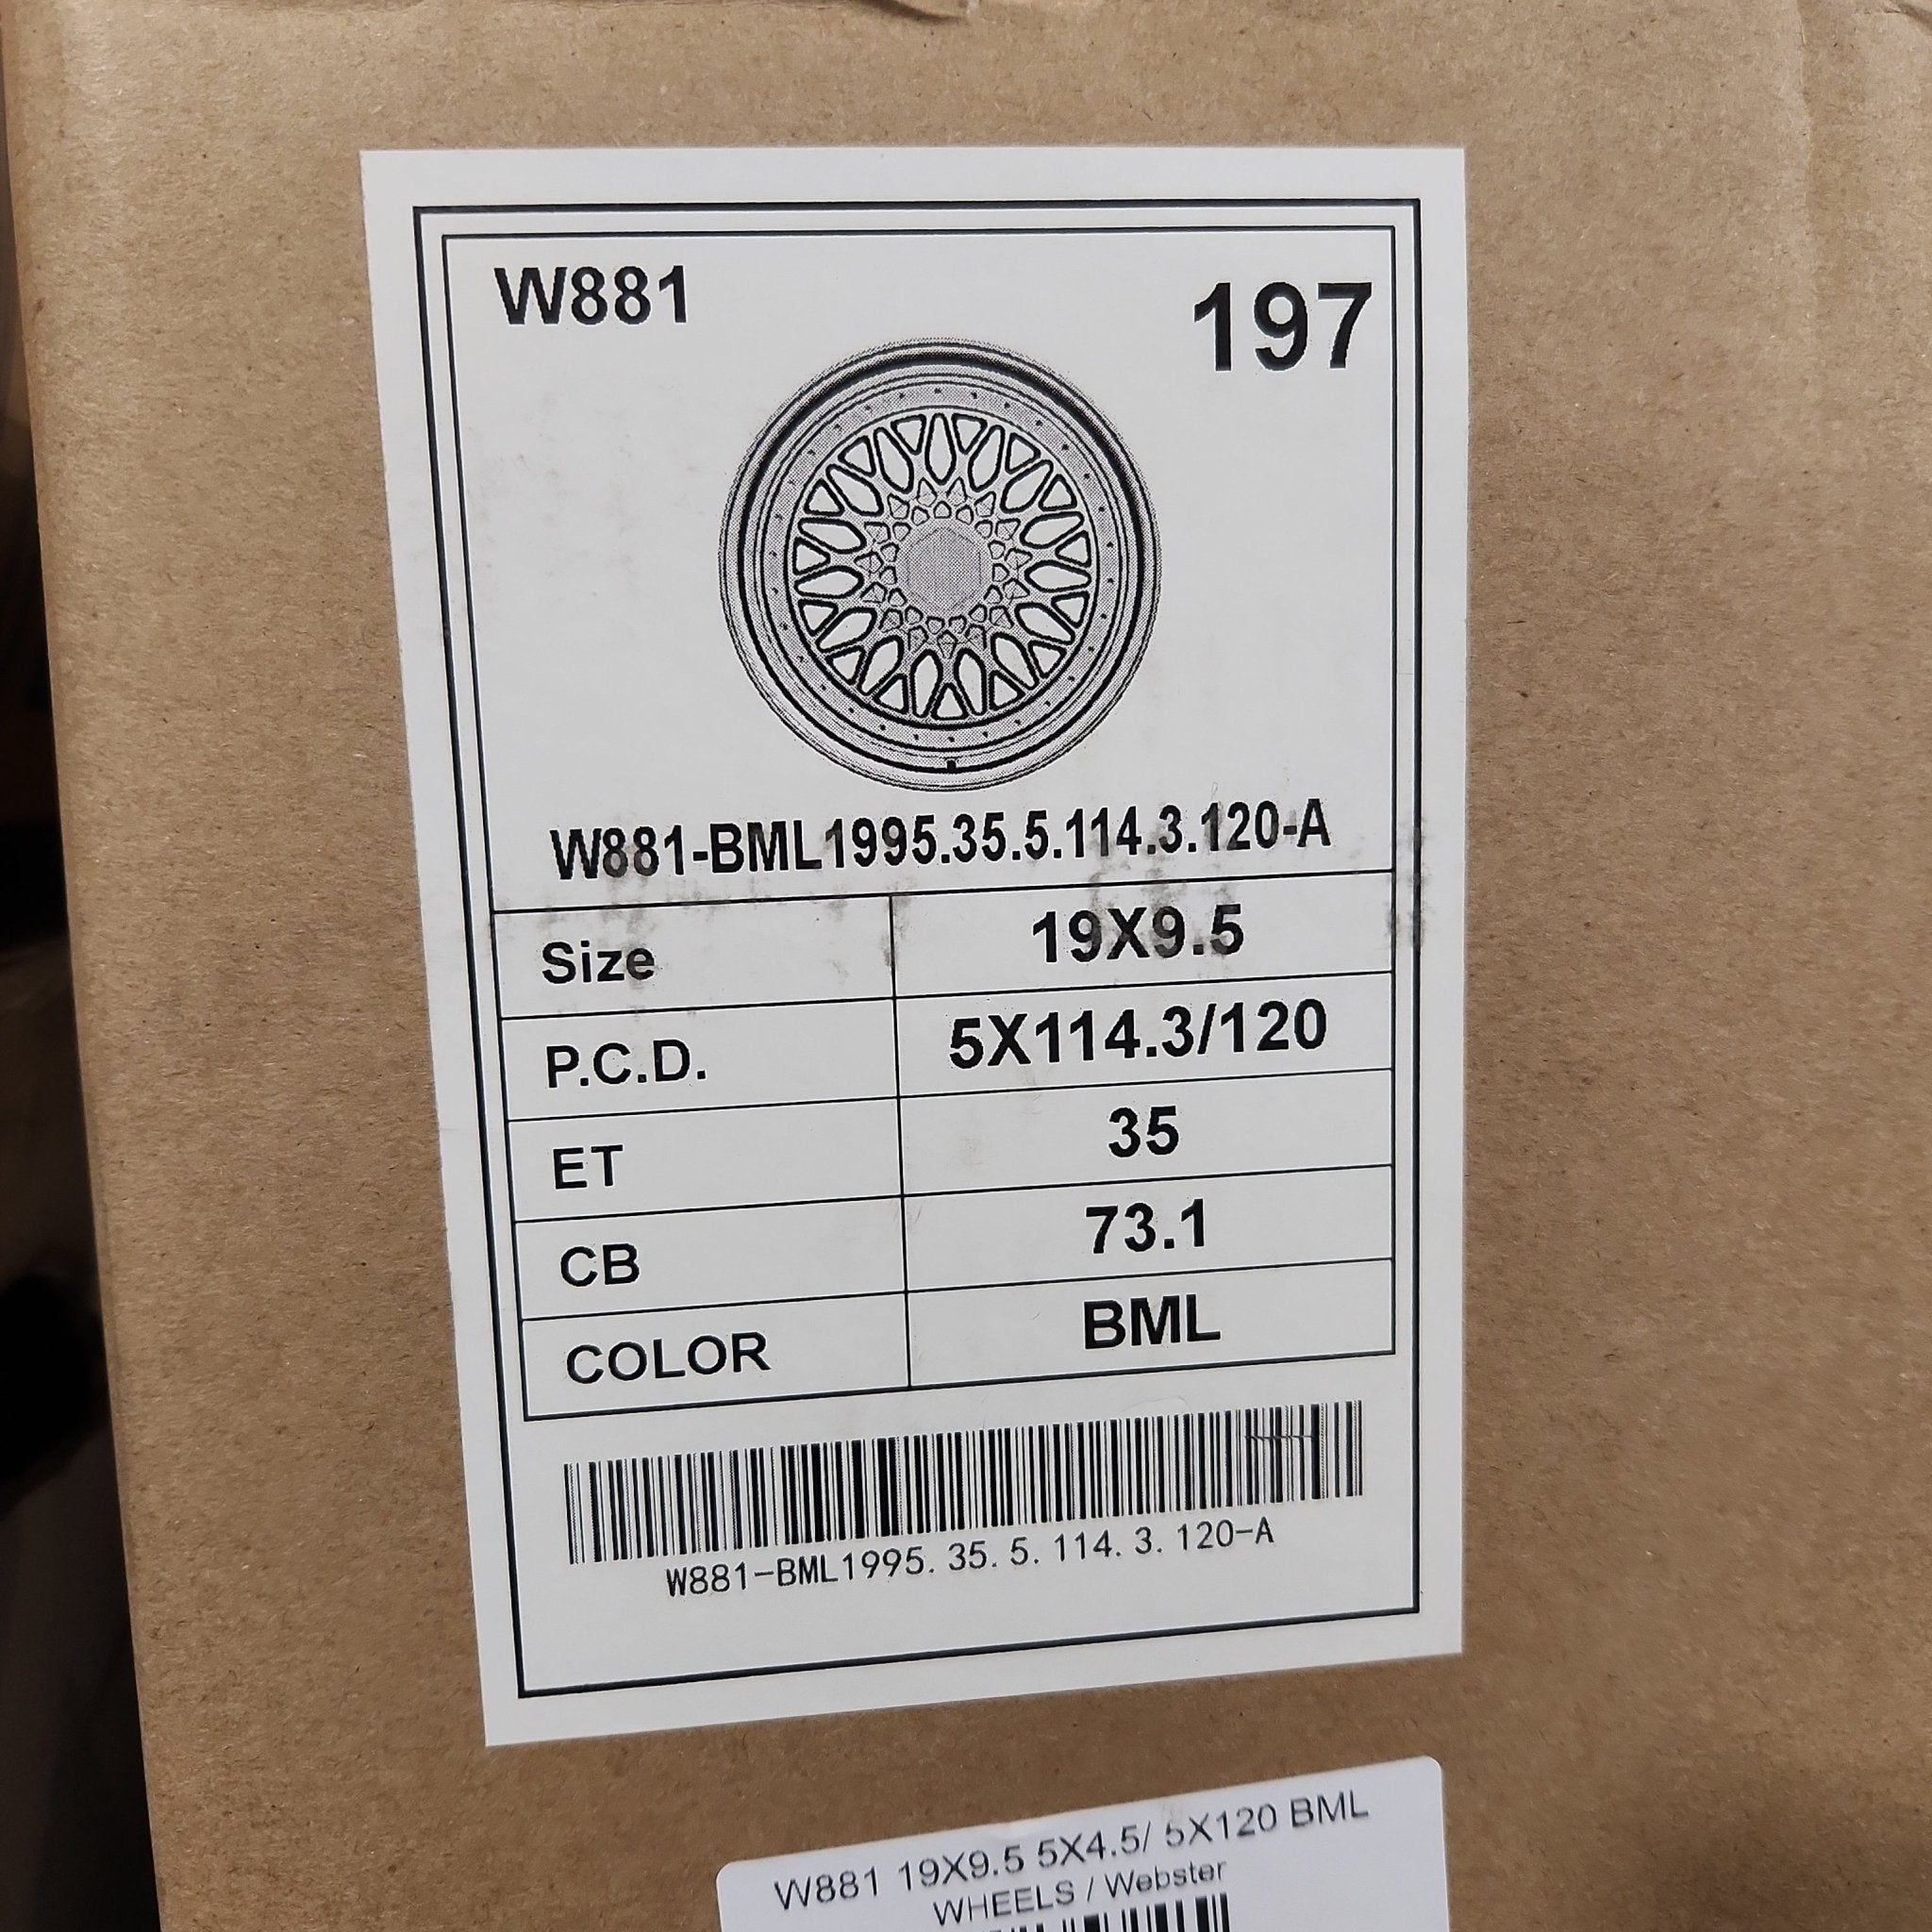 W881
197
W881-BML1995.35.5.114.3.120-A
Size 19X9.5
P.C.D. 5X114.3/120
ET 35
CB 73.1
COLOR BML
W881-BML1995.35.5.114.3.120-A
W881 19X9.5 5X4.5/ 5X120 BML
WHEELS / Webster